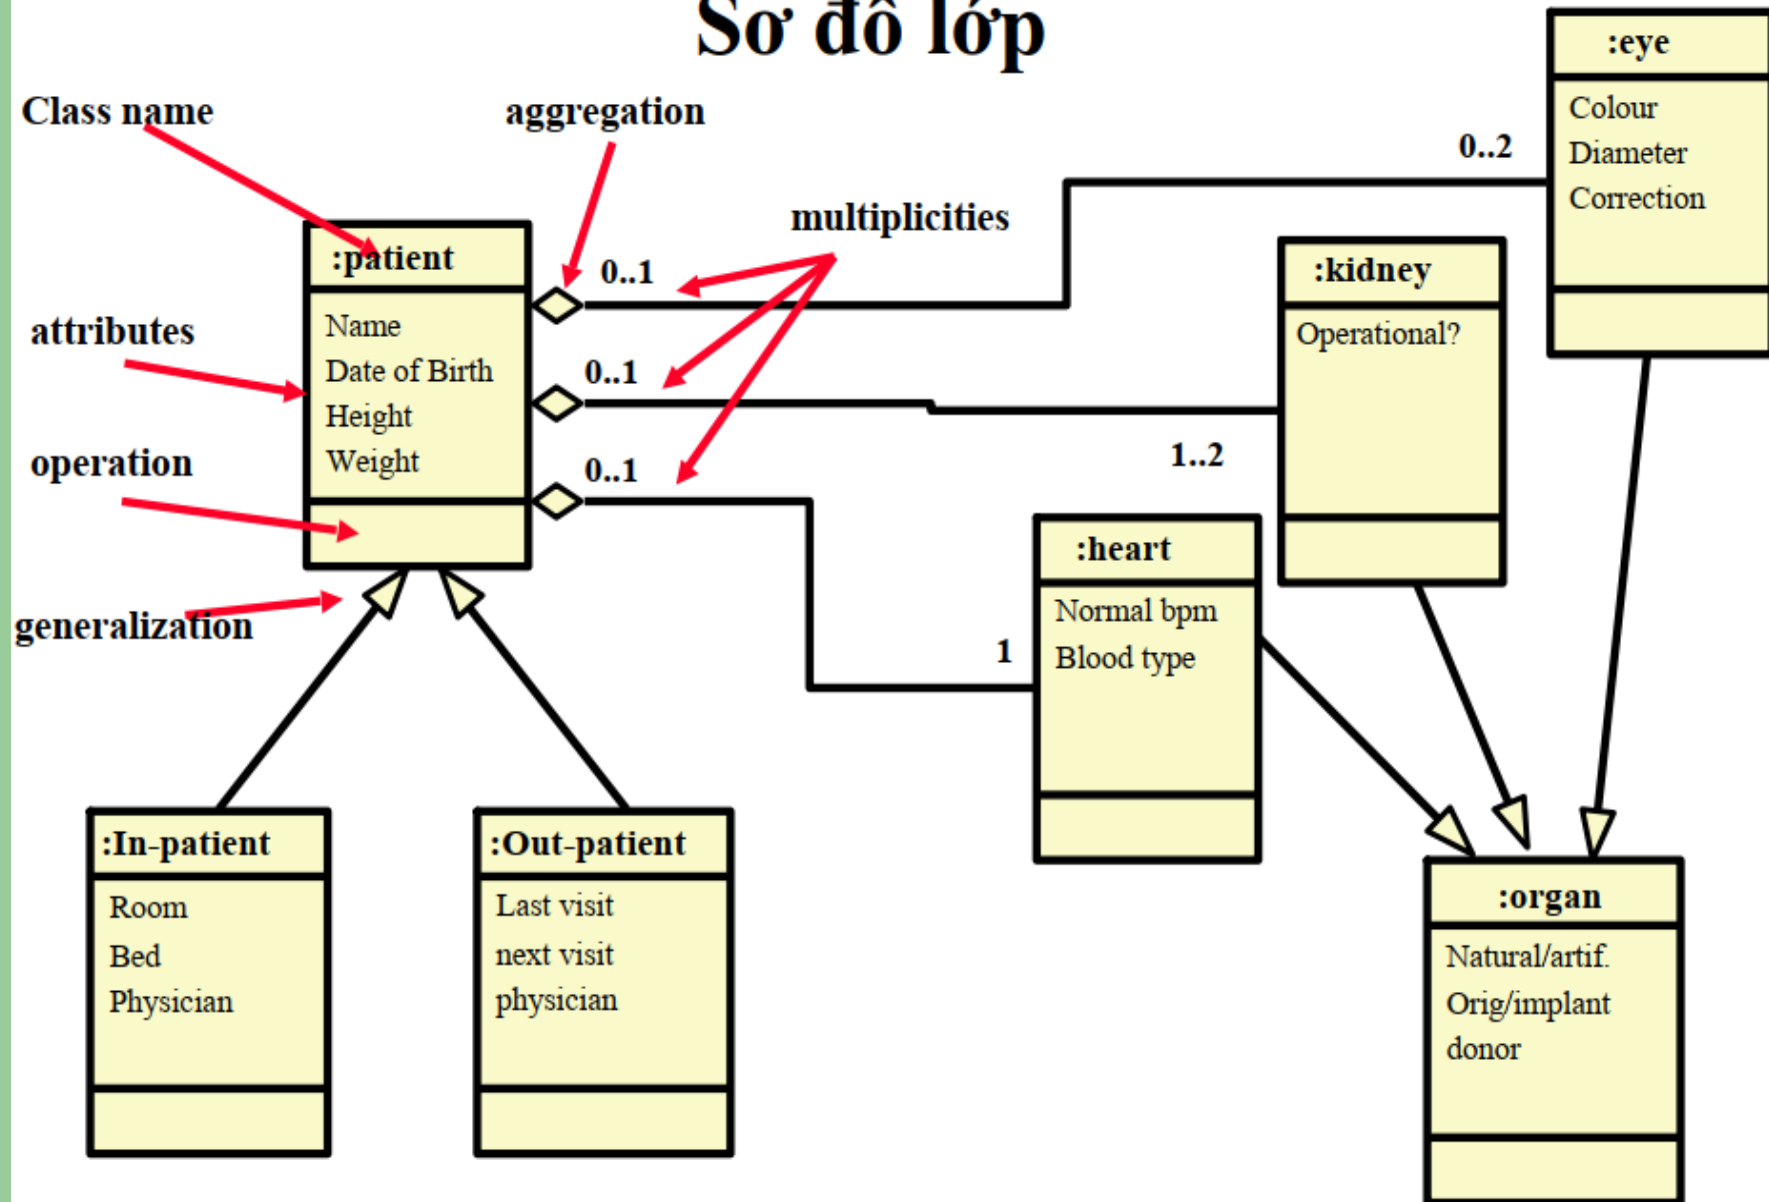 Sơ đồ lớp
Class name
aggregation
multiplicities
attributes
operation
generalization
:patient
Name
Date of Birth
Height
Weight
0..1
0..1
0..1
0..2
1..2
1
:eye
Colour
Diameter
Correction
:kidney
Operational?
:heart
Normal bpm
Blood type
:In-patient
Room
Bed
Physician
:Out-patient
Last visit
next visit
physician
:organ
Natural/artif.
Orig/implant
donor